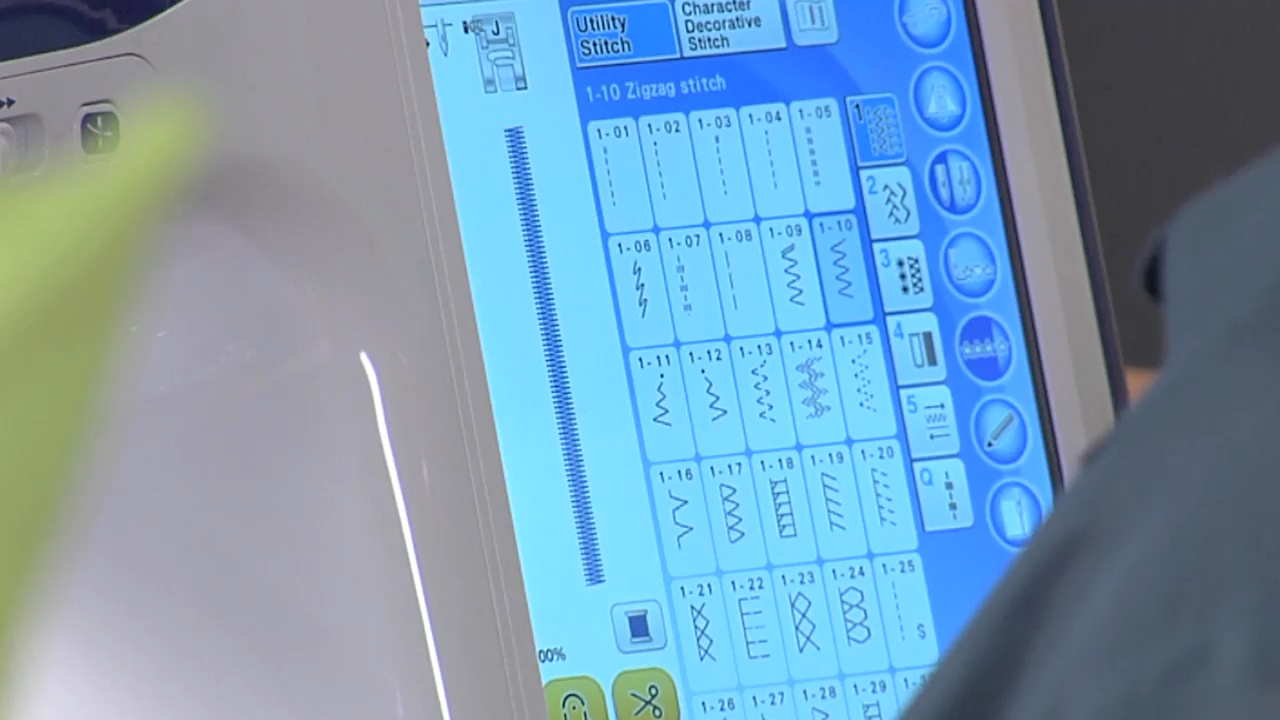 J
Utility
Stitch
Character
Decorative
Stitch
1-10 Zigzag stitch
1-01 1-02 1-03 1-04 1-05
1-06 1-07 1-08 1-09 1-10
1-11 1-12 1-13 1-14 1-15
1-16 1-17 1-18 1-19 1-20
1-21 1-22 1-23 1-24 1-25
S
1-26 1-27 1-28 1-29
1
2
3
4
5
Q
00%